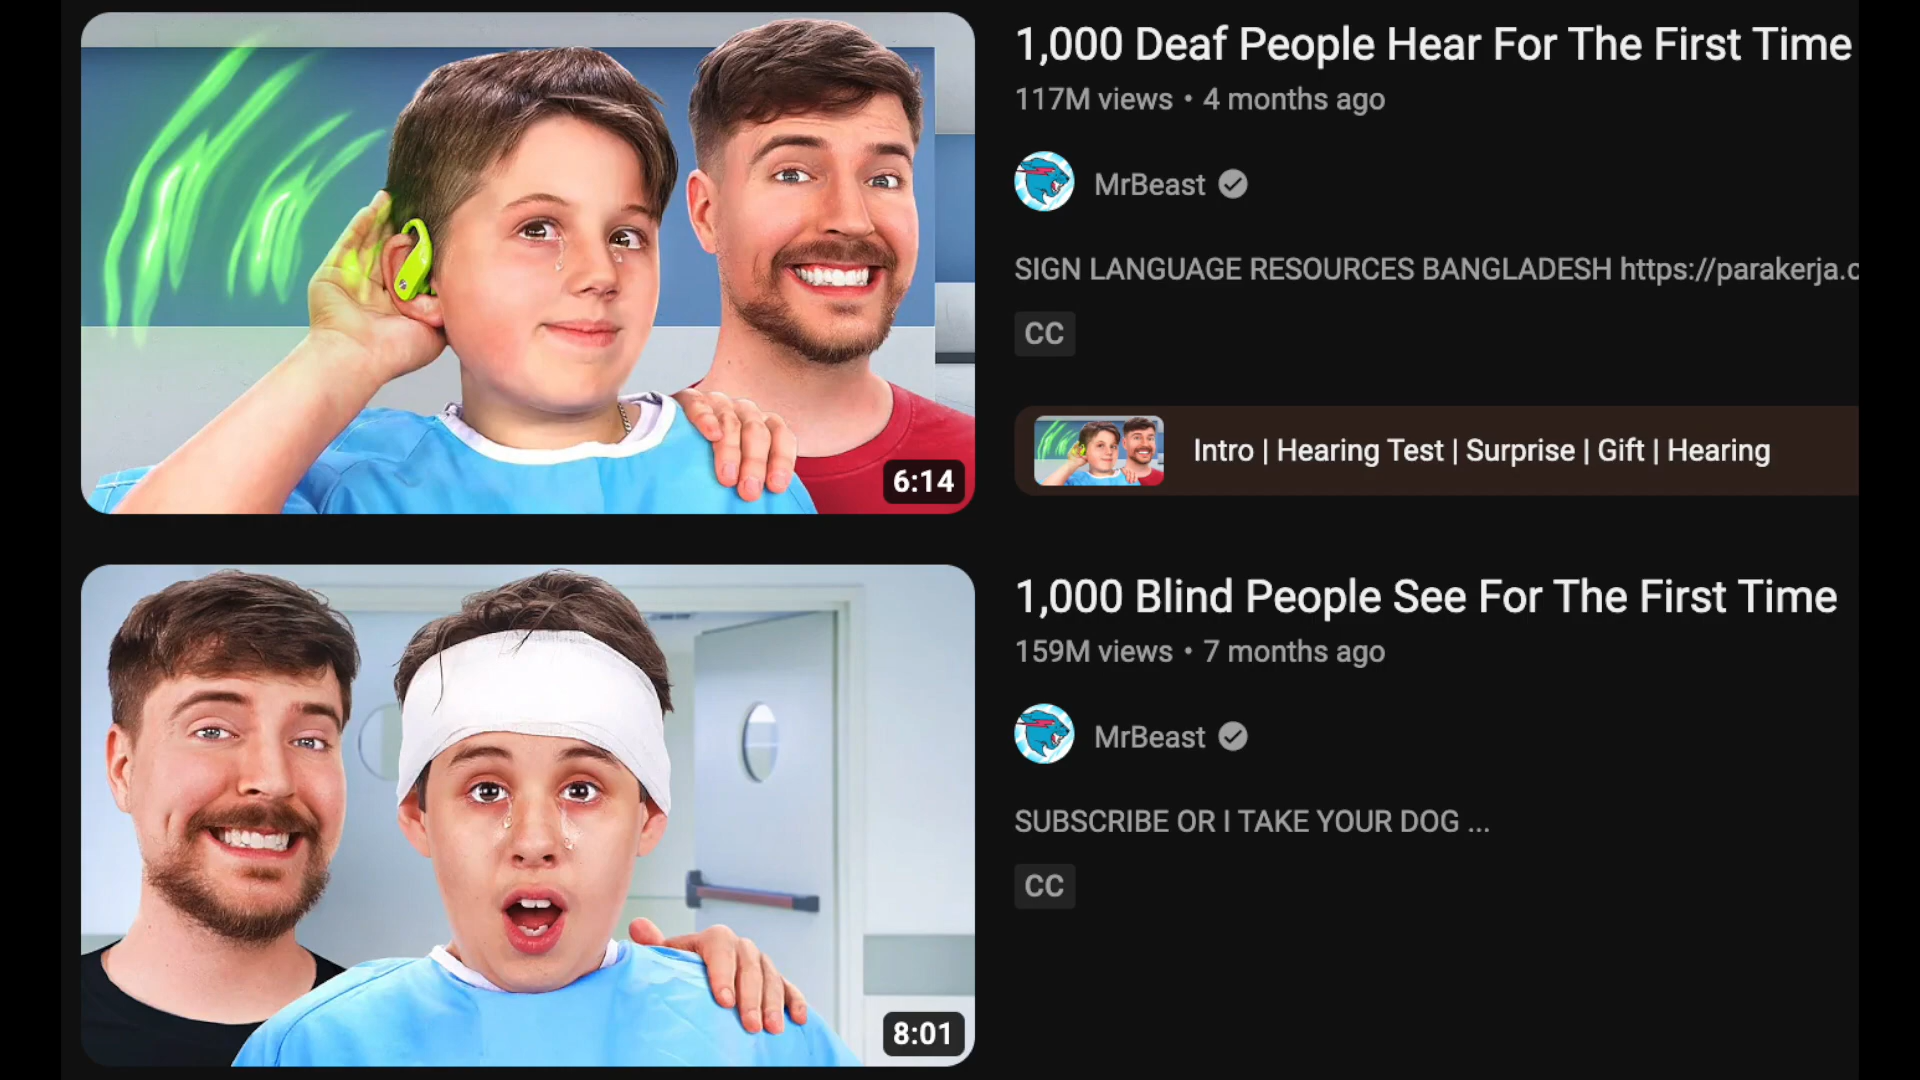 1,000 Deaf People Hear For The First Time
117M views • 4 months ago
MrBeast
SIGN LANGUAGE RESOURCES BANGLADESH https://parakerja.c
CC
Intro | Hearing Test | Surprise | Gift | Hearing
6:14
1,000 Blind People See For The First Time
159M views • 7 months ago
MrBeast
SUBSCRIBE OR I TAKE YOUR DOG ...
CC
8:01